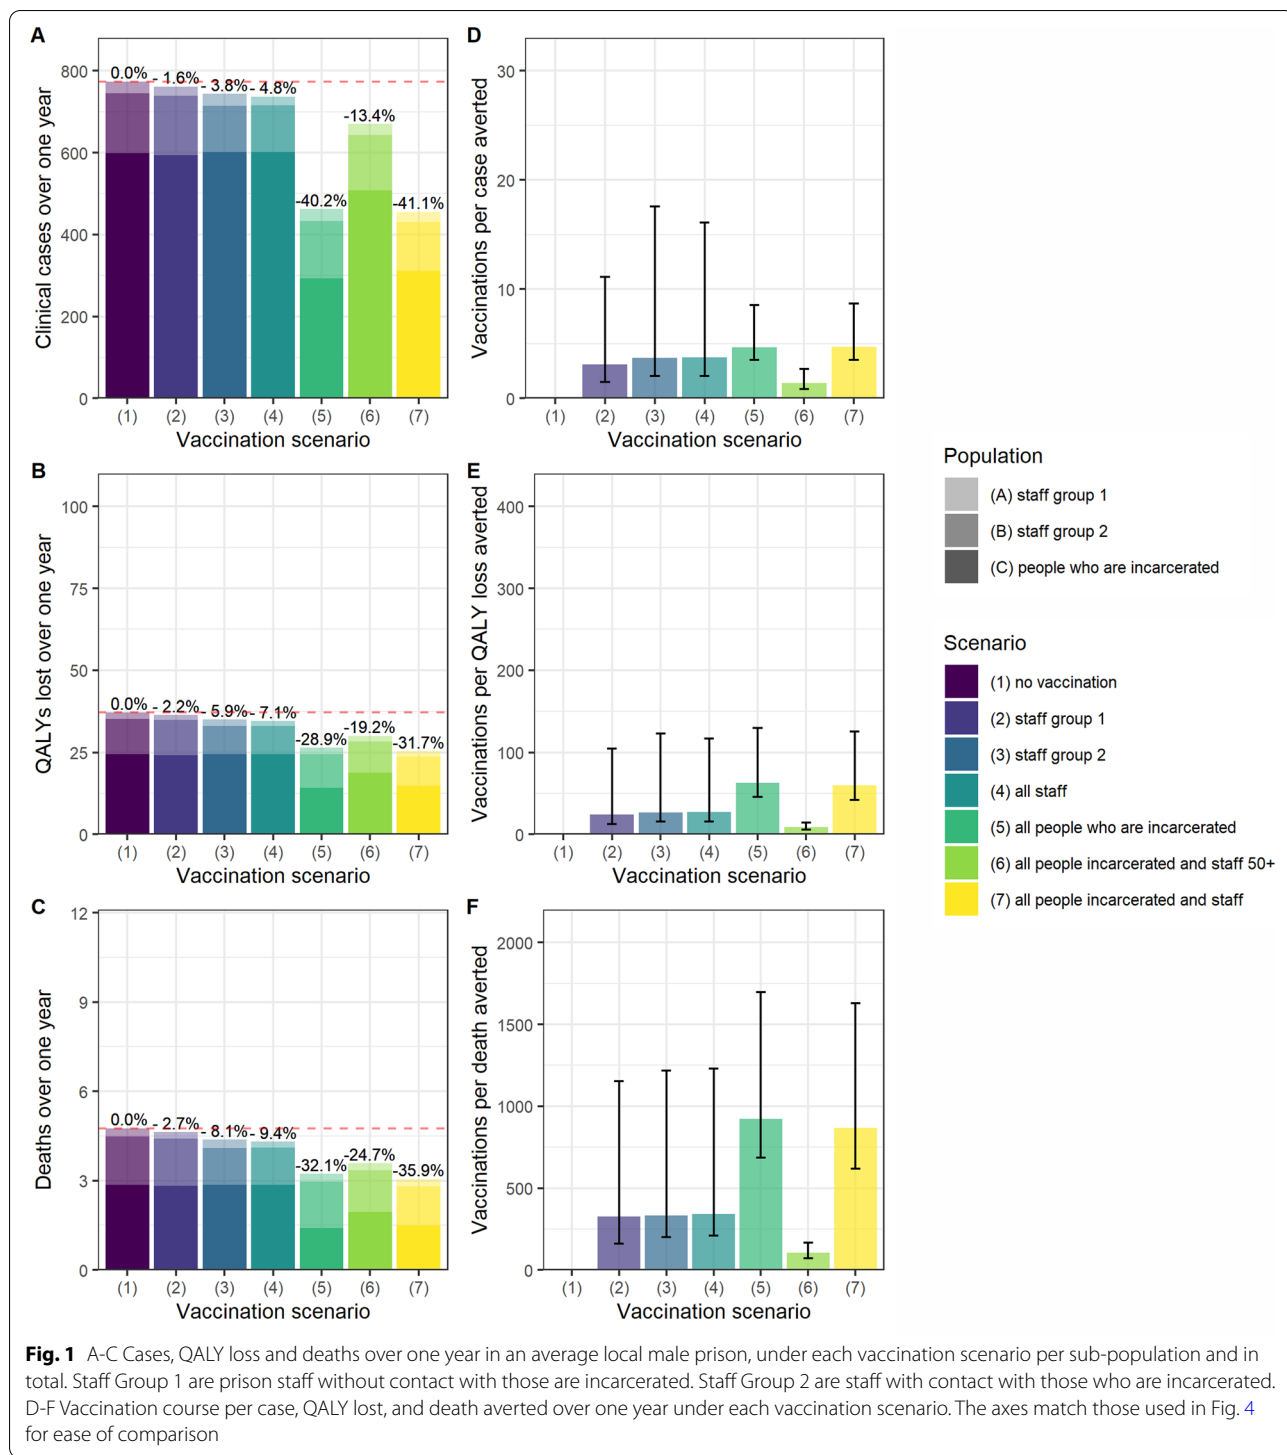 A
Clinical cases over one year
800
600
400
200
0
0.0%
- 1.6%
- 3.8%
- 4.8%
-40.2%
-13.4%
-41.1%
(1) (2) (3) (4) (5) (6) (7)
Vaccination scenario
D
Vaccinations per case averted
30
20
10
0
(1) (2) (3) (4) (5) (6) (7)
Vaccination scenario
B
QALYs lost over one year
100
75
50
25
0
0.0%
- 2.2%
- 5.9%
- 7.1%
-28.9%
-19.2%
-31.7%
(1) (2) (3) (4) (5) (6) (7)
Vaccination scenario
E
Vaccinations per QALY loss averted
400
300
200
100
0
(1) (2) (3) (4) (5) (6) (7)
Vaccination scenario
C
Deaths over one year
12
9
6
3
0
0.0%
- 2.7%
- 8.1%
- 9.4%
-32.1%
-24.7%
-35.9%
(1) (2) (3) (4) (5) (6) (7)
Vaccination scenario
F
Vaccinations per death averted
2000
1500
1000
500
0
(1) (2) (3) (4) (5) (6) (7)
Vaccination scenario
Population
(A) staff group 1
(B) staff group 2
(C) people who are incarcerated
Scenario
(1) no vaccination
(2) staff group 1
(3) staff group 2
(4) all staff
(5) all people who are incarcerated
(6) all people incarcerated and staff 50+
(7) all people incarcerated and staff
Fig. 1 A-C Cases, QALY loss and deaths over one year in an average local male prison, under each vaccination scenario per sub-population and in
total. Staff Group 1 are prison staff without contact with those are incarcerated. Staff Group 2 are staff with contact with those who are incarcerated.
D-F Vaccination course per case, QALY lost, and death averted over one year under each vaccination scenario. The axes match those used in Fig. 4
for ease of comparison